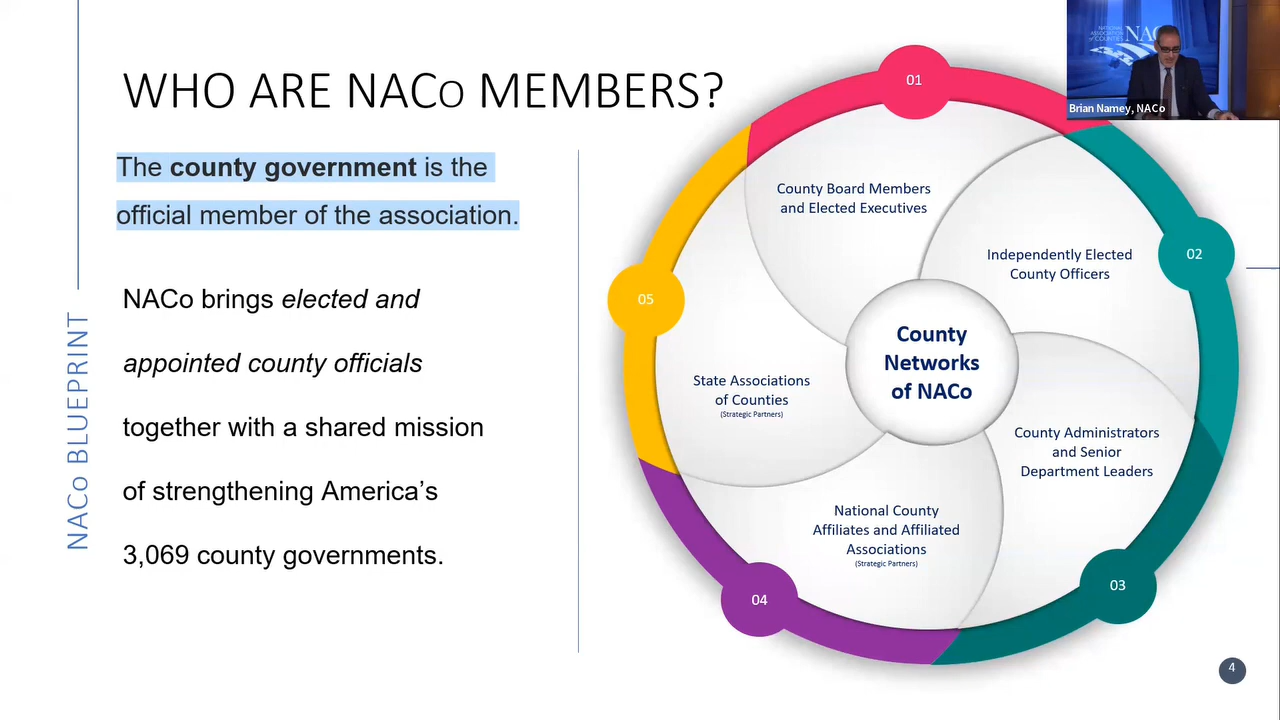 WHO ARE NACo MEMBERS?
The county government is the
official member of the association.
NACo brings elected and
appointed county officials
together with a shared mission
of strengthening America’s
3,069 county governments.
NACo BLUEPRINT
01
County Board Members
and Elected Executives
02
Independently Elected
County Officers
03
County Administrators
and Senior
Department Leaders
04
National County
Affiliates and Affiliated
Associations
(Strategic Partners)
05
State Associations
of Counties
(Strategic Partners)
County
Networks
of NACo
NATIONAL
ASSOCIATION
OF COUNTIES
Brian Namey, NACo
4